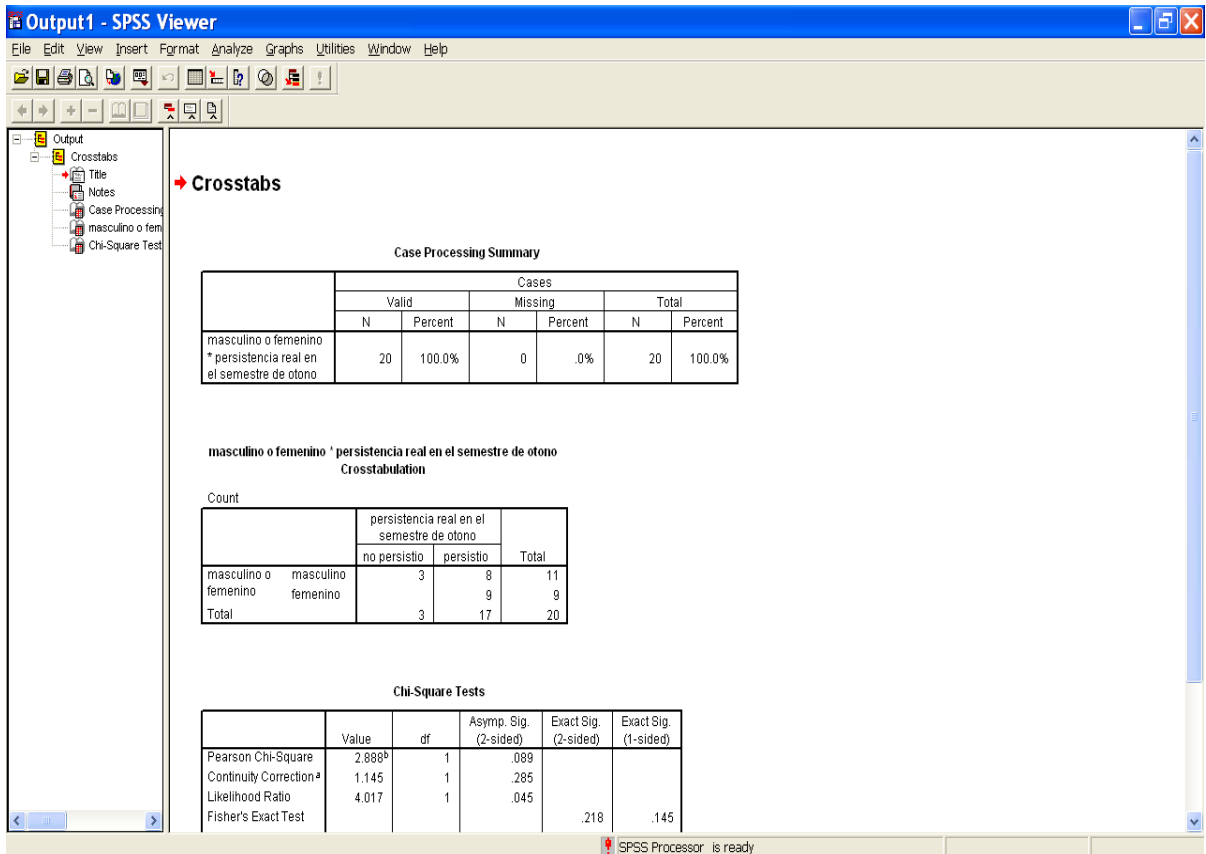 Output1 - SPSS Viewer
File Edit View Insert Format Analyze Graphs Utilities Window Help
Output
Crosstabs
Title
Notes
Case Processing
masculino o fem
Chi-Square Test
Crosstabs
Case Processing Summary
Cases
Valid Missing Total
N Percent N Percent N Percent
masculino o femenino
* persistencia real en
el semestre de otono
20 100.0% 0 .0% 20 100.0%
masculino o femenino * persistencia real en el semestre de otono
Crosstabulation
Count
persistencia real en el
semestre de otono
no persistio persistio Total
masculino o femenino masculino 3 8 11
femenino 9 9
Total 3 17 20
Chi-Square Tests
Value df Asymp. Sig. (2-sided) Exact Sig. (2-sided) Exact Sig. (1-sided)
Pearson Chi-Square 2.888b 1 .089
Continuity Correction a 1.145 1 .285
Likelihood Ratio 4.017 1 .045
Fisher's Exact Test .218 .145
SPSS Processor is ready